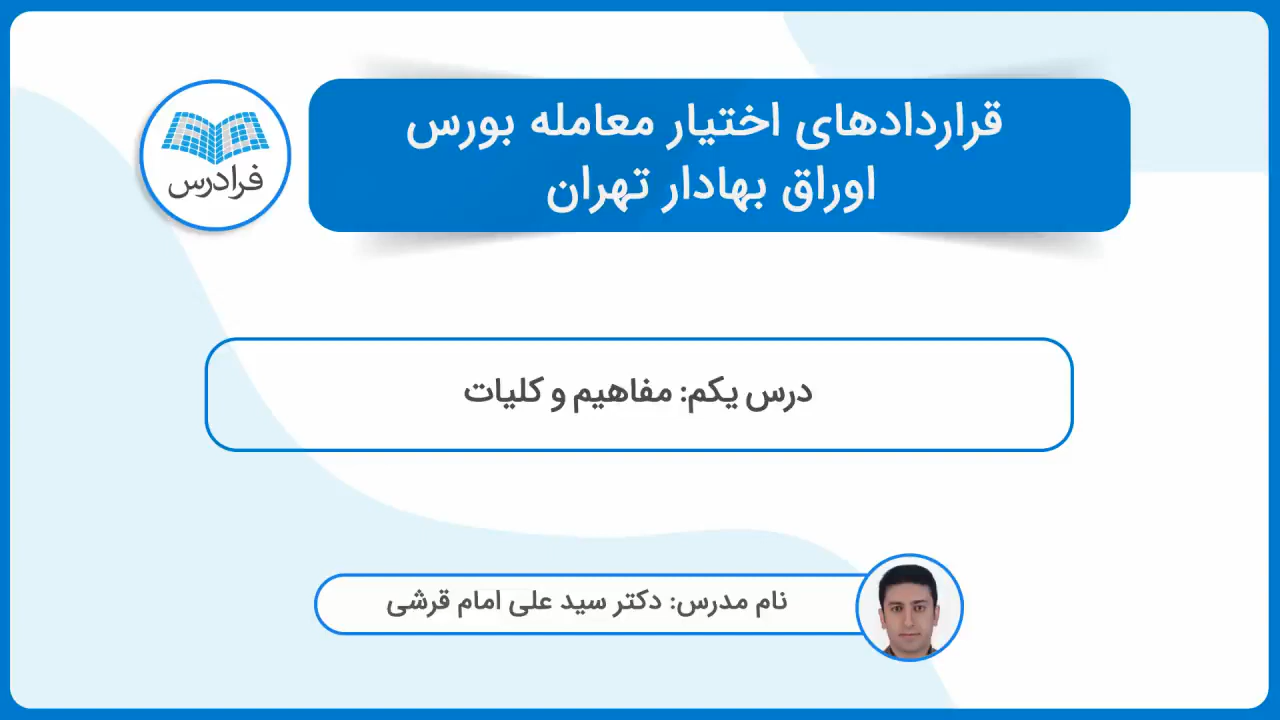 قراردادهای اختیار معامله بورس
اوراق بهادار تهران
فرادرس
درس یکم: مفاهیم و کلیات
نام مدرس: دکتر سید علی امام قرشی